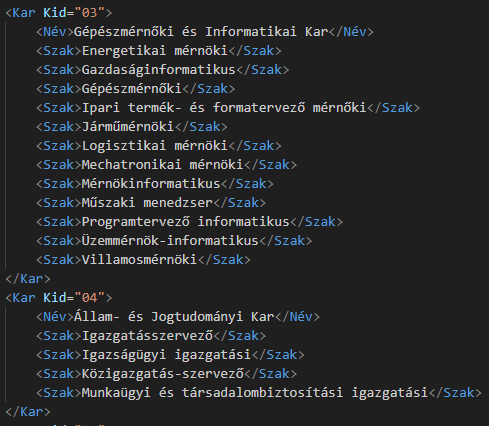 <Kar Kid="03">
<Név>Gépészmérnőki és Informatikai Kar</Név>
<Szak>Energetikai mérnöki</Szak>
<Szak>Gazdaságinformatikus</Szak>
<Szak>Gépészmérnőki</Szak>
<Szak>Ipari termék- és formatervező mérnőki</Szak>
<Szak>Járműmérnöki</Szak>
<Szak>Logisztikai mérnöki</Szak>
<Szak>Mechatronikai mérnöki</Szak>
<Szak>Mérnökinformatikus</Szak>
<Szak>Műszaki menedzser</Szak>
<Szak>Programtervező informatikus</Szak>
<Szak>Üzemmérnök-informatikus</Szak>
<Szak>Villamosmérnöki</Szak>
</Kar>
<Kar Kid="04">
<Név>Állam- és Jogtudományi Kar</Név>
<Szak>Igazgatásszervező</Szak>
<Szak>Igazságügyi igazgatási</Szak>
<Szak>Közigazgatás-szervező</Szak>
<Szak>Munkaügyi és társadalombiztosítási igazgatási</Szak>
</Kar>